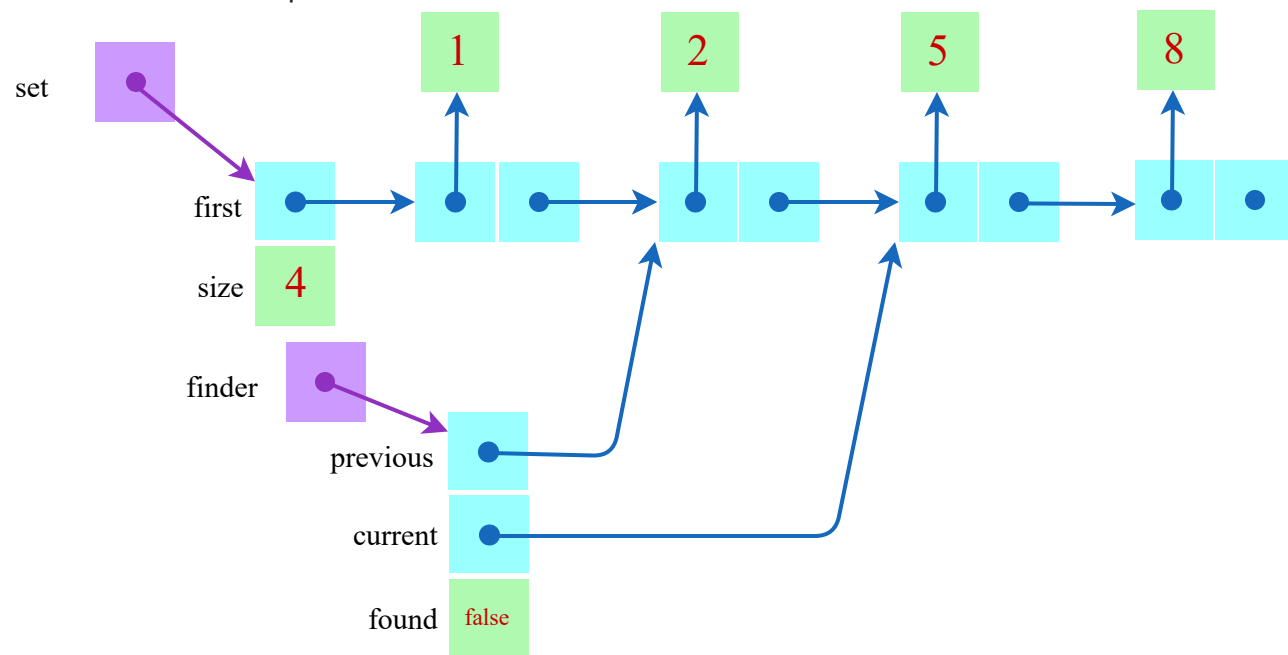 1 2 5 8
set
first
size 4
finder
previous
current
found false